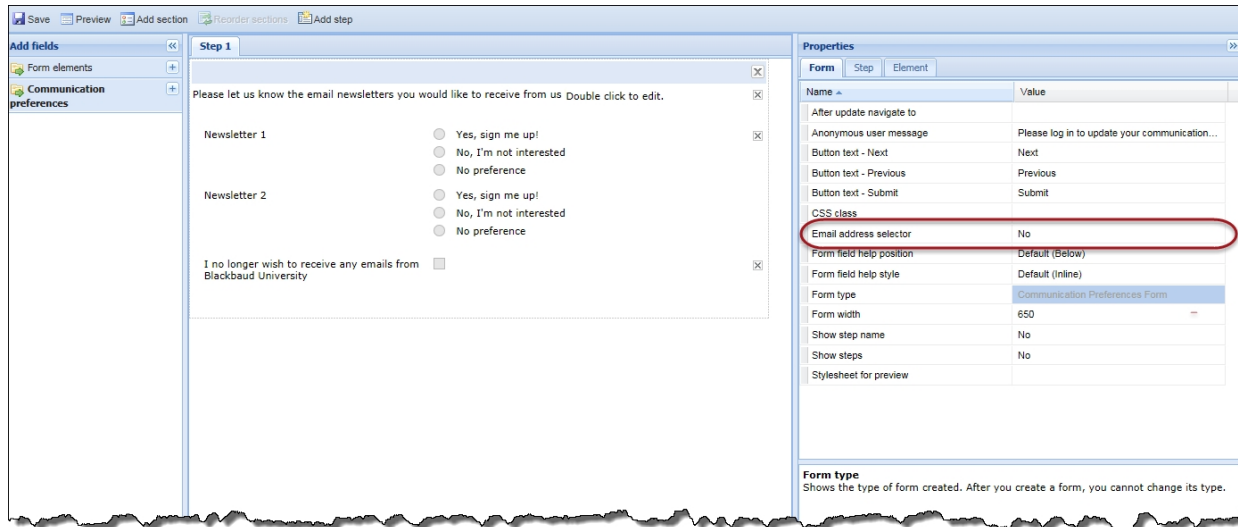 Save Preview Add section Reorder sections Add step
Add fields
Form elements
Communication
preferences
Step 1
Please let us know the email newsletters you would like to receive from us Double click to edit.
Newsletter 1
Yes, sign me up!
No, I'm not interested
No preference
Newsletter 2
Yes, sign me up!
No, I'm not interested
No preference
I no longer wish to receive any emails from
Blackbaud University
Properties
Form Step Element
Name Value
After update navigate to
Anonymous user message Please log in to update your communication...
Button text - Next Next
Button text - Previous Previous
Button text - Submit Submit
CSS class
Email address selector No
Form field help position Default (Below)
Form field help style Default (Inline)
Form type Communication Preferences Form
Form width 650
Show step name No
Show steps No
Stylesheet for preview
Form type
Shows the type of form created. After you create a form, you cannot change its type.